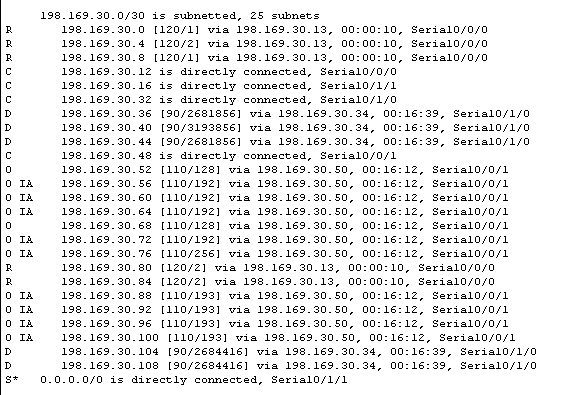 198.169.30.0/30 is subnetted, 25 subnets
R 198.169.30.0 [120/1] via 198.169.30.13, 00:00:10, Serial0/0/0
R 198.169.30.4 [120/2] via 198.169.30.13, 00:00:10, Serial0/0/0
R 198.169.30.8 [120/1] via 198.169.30.13, 00:00:10, Serial0/0/0
C 198.169.30.12 is directly connected, Serial0/0/0
C 198.169.30.16 is directly connected, Serial0/1/1
C 198.169.30.32 is directly connected, Serial0/1/0
D 198.169.30.36 [90/2681856] via 198.169.30.34, 00:16:39, Serial0/1/0
D 198.169.30.40 [90/3193856] via 198.169.30.34, 00:16:39, Serial0/1/0
D 198.169.30.44 [90/2681856] via 198.169.30.34, 00:16:39, Serial0/1/0
C 198.169.30.48 is directly connected, Serial0/0/1
O 198.169.30.52 [110/128] via 198.169.30.50, 00:16:12, Serial0/0/1
O IA 198.169.30.56 [110/192] via 198.169.30.50, 00:16:12, Serial0/0/1
O IA 198.169.30.60 [110/192] via 198.169.30.50, 00:16:12, Serial0/0/1
O IA 198.169.30.64 [110/192] via 198.169.30.50, 00:16:12, Serial0/0/1
O 198.169.30.68 [110/128] via 198.169.30.50, 00:16:12, Serial0/0/1
O IA 198.169.30.72 [110/192] via 198.169.30.50, 00:16:12, Serial0/0/1
O IA 198.169.30.76 [110/256] via 198.169.30.50, 00:16:12, Serial0/0/1
R 198.169.30.80 [120/2] via 198.169.30.13, 00:00:10, Serial0/0/0
R 198.169.30.84 [120/2] via 198.169.30.13, 00:00:10, Serial0/0/0
O IA 198.169.30.88 [110/193] via 198.169.30.50, 00:16:12, Serial0/0/1
O IA 198.169.30.92 [110/193] via 198.169.30.50, 00:16:12, Serial0/0/1
O IA 198.169.30.96 [110/193] via 198.169.30.50, 00:16:12, Serial0/0/1
O IA 198.169.30.100 [110/193] via 198.169.30.50, 00:16:12, Serial0/0/1
D 198.169.30.104 [90/2684416] via 198.169.30.34, 00:16:39, Serial0/1/0
D 198.169.30.108 [90/2684416] via 198.169.30.34, 00:16:39, Serial0/1/0
S* 0.0.0.0/0 is directly connected, Serial0/1/1